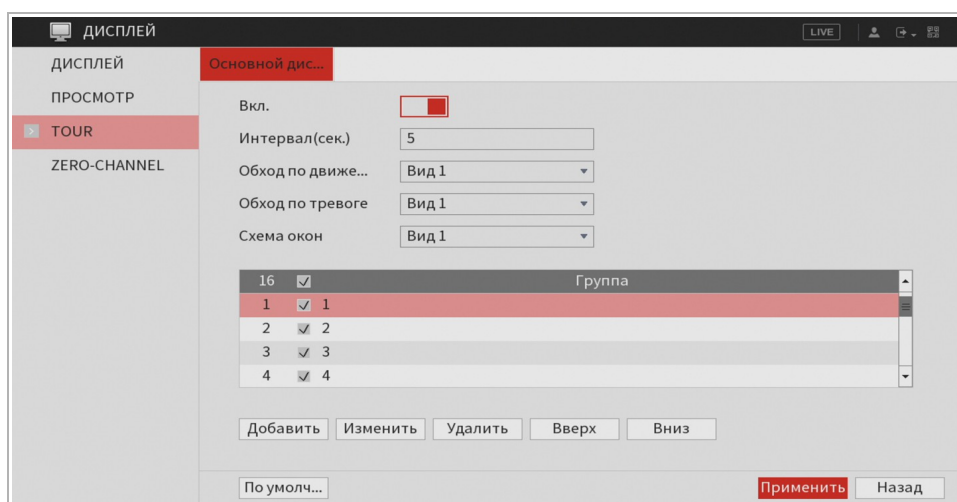 ДИСПЛЕЙ
LIVE
ДИСПЛЕЙ
ПРОСМОТР
TOUR
ZERO-CHANNEL
Основной дис...
Вкл.
Интервал(сек.) 5
Обход по движе... Вид 1
Обход по тревоге Вид 1
Схема окон Вид 1
16 Группа
1 1
2 2
3 3
4 4
Добавить Изменить Удалить Вверх Вниз
По умолч... Применить Назад